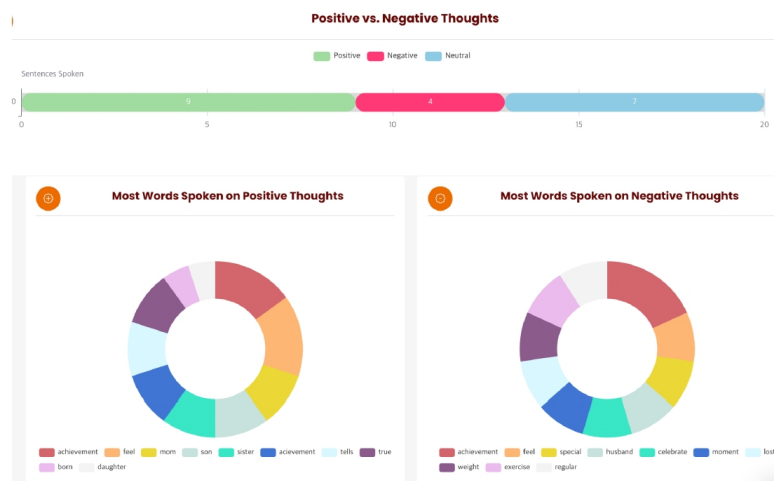 Positive vs. Negative Thoughts
Positive Negative Neutral
Sentences Spoken
0 9 4 7
0 5 10 15 20
Most Words Spoken on Positive Thoughts
achievement feel mom son sister acievement tells true
born daughter
Most Words Spoken on Negative Thoughts
achievement feel special husband celebrate moment lost
weight exercise regular